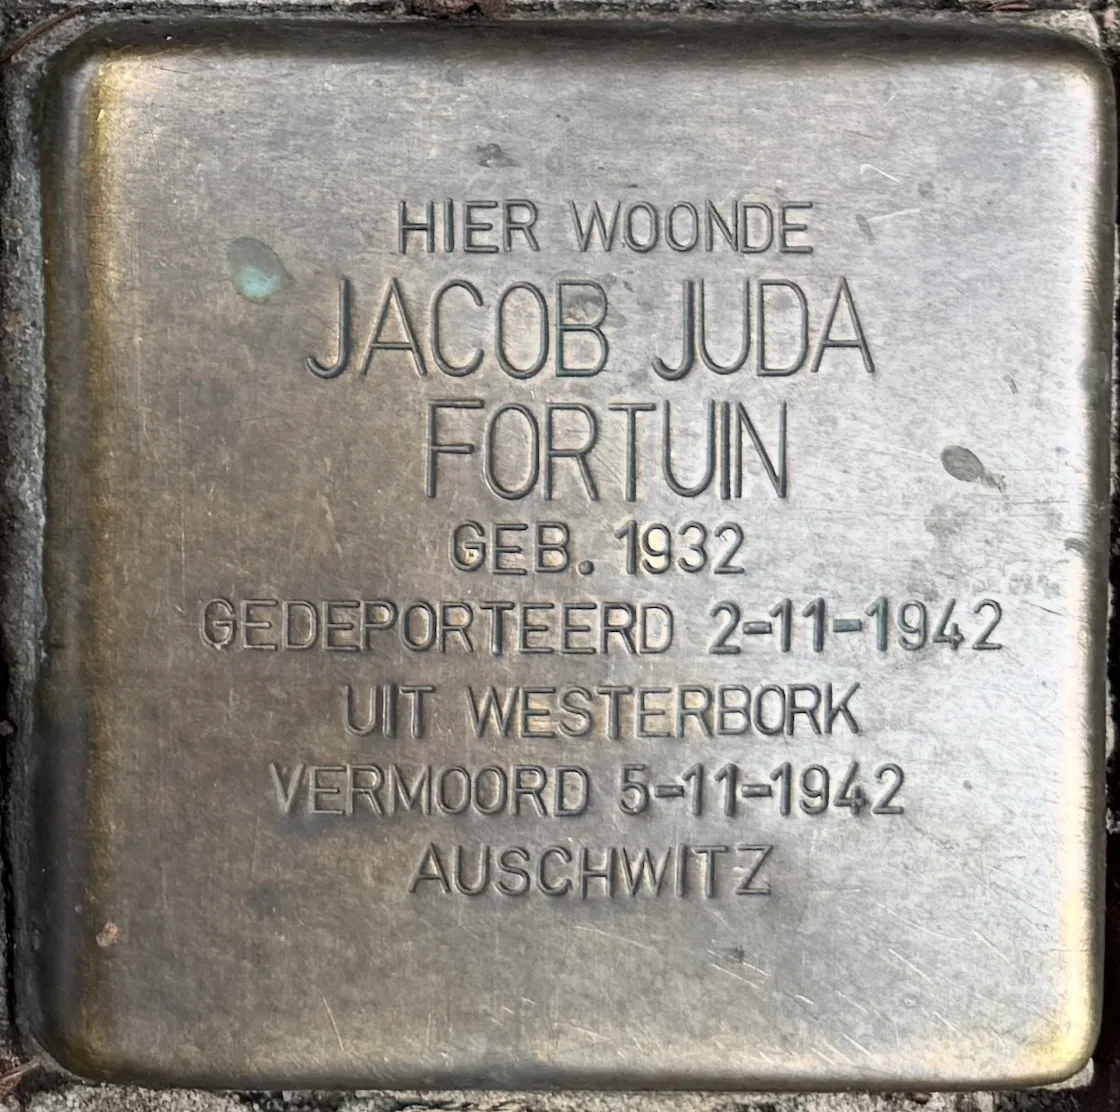 HIER WOONDE
JACOB JUDA
FORTUIN
GEB. 1932
GEDEPORTEERD 2-11-1942
UIT WESTERBORK
VERMOORD 5-11-1942
AUSCHWITZ